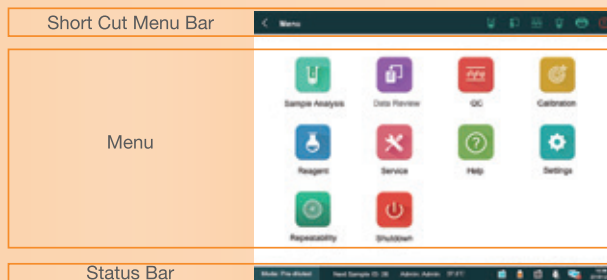 Short Cut Menu Bar
Menu
Sample Analysis Data Review QC Calibration
Menu
Reagent Service Help Settings
Repeatability Shutdown
Status Bar
Mode: Pre-diluted Next Sample ID: 28 Admin: Admin